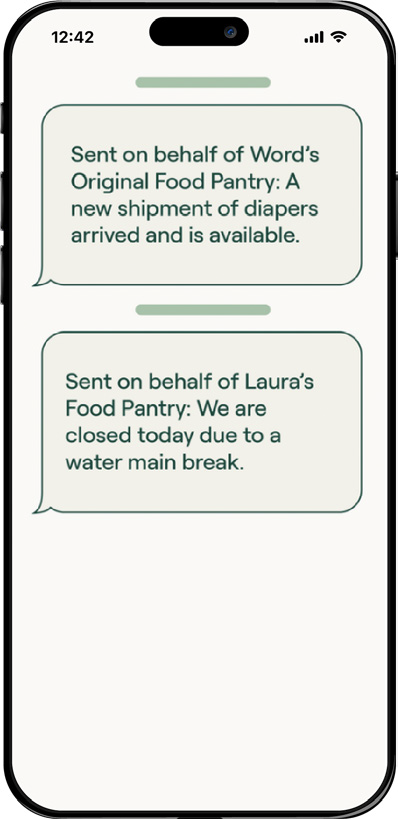 12:42
Sent on behalf of Word’s
Original Food Pantry: A
new shipment of diapers
arrived and is available.
Sent on behalf of Laura’s
Food Pantry: We are
closed today due to a
water main break.